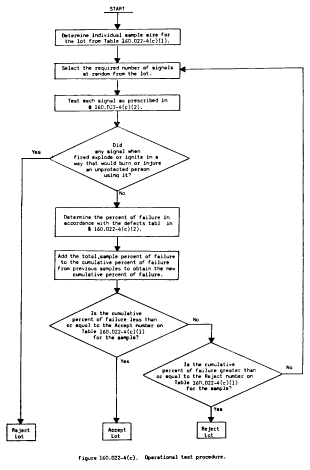 START
Determine individual sample size for
the lot from Table 160.022-4(c)(1).
Select the required number of signals
at random from the lot.
Test each signal as prescribed in
§ 160.022-4(c)(2).
Did
any signal when
fired explode or ignite in a
way that would burn or injure
an unprotected person
using it?
Yes
No
Determine the percent of failure in
accordance with the defects tabl in
§ 160.022-4(c)(2).
Add the total,sample percent of failure
to the cumulative percent of failure
from previous samples to obtain the new
cumulative percent of failure.
Is the cumulative
percent of failure less than
or equal to the Accept number on
Table 160.022-4(c)(1)
for the sample?
No
Yes
Is the cumulative
percent of failure greater than
or equal to the Reject number on
Table 160.022-4(c)(1)
for the sample?
No
Yes
Reject
Lot
Accept
Lot
Reject
Lot
Figure 160.022-4(c). Operational test procedure.